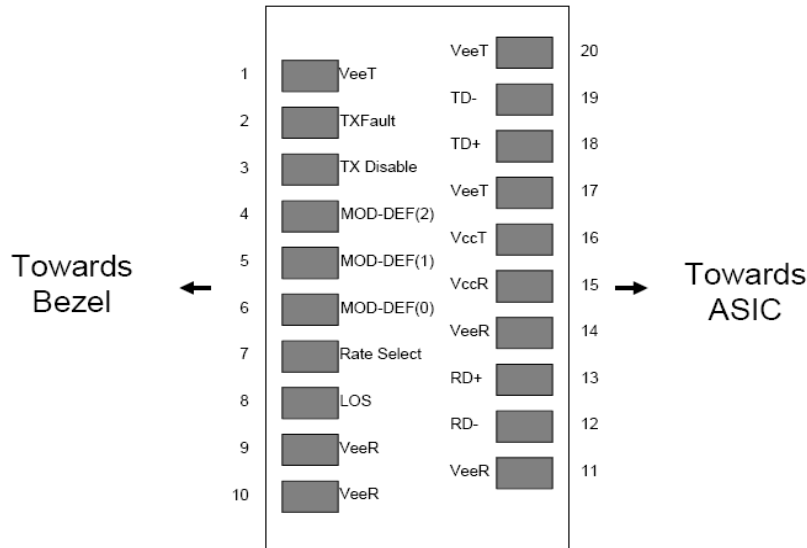 1 VeeT
2 TXFault
3 TX Disable
4 MOD-DEF(2)
5 MOD-DEF(1)
6 MOD-DEF(0)
7 Rate Select
8 LOS
9 VeeR
10 VeeR
VeeT 20
TD- 19
TD+ 18
VeeT 17
VccT 16
VccR 15
VeeR 14
RD+ 13
RD- 12
VeeR 11
Towards
Bezel
Towards
ASIC